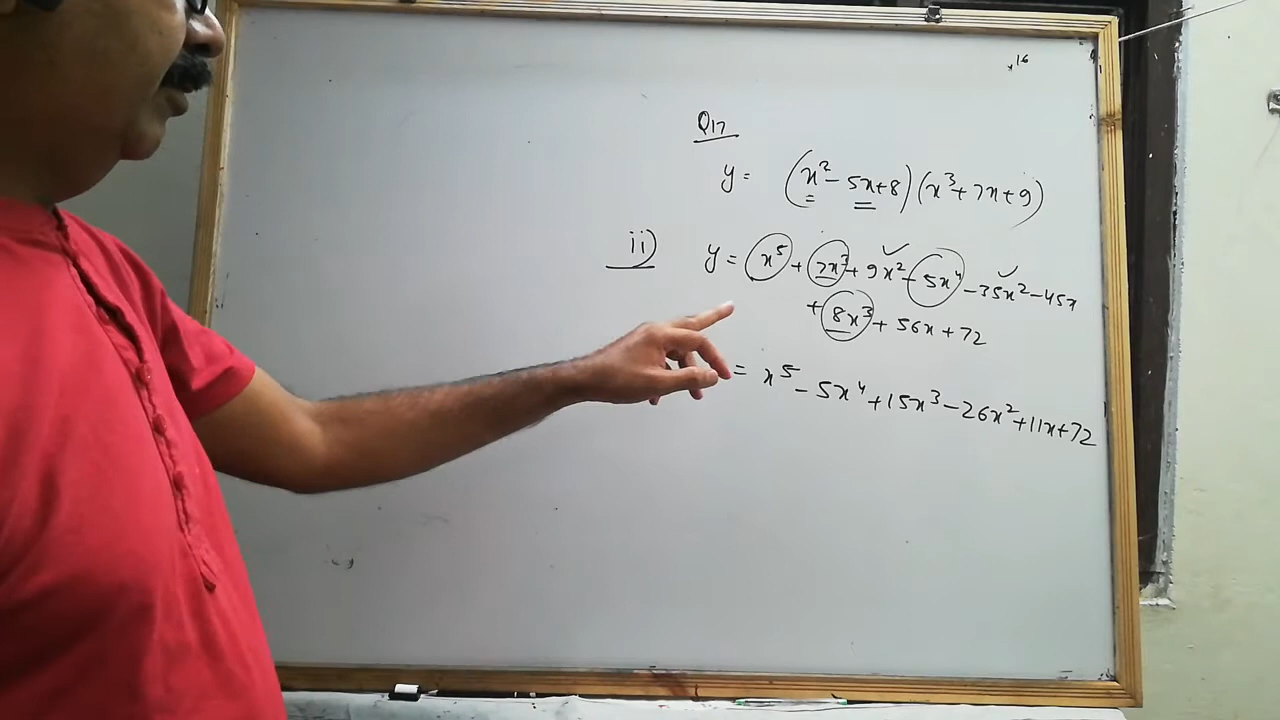 x¹⁶
Q17
y = (x² - 5x + 8)(x³ + 7x + 9)
ii) y = x⁵ + 7x³ + 9x² - 5x⁴ - 35x² - 45x
+ 8x³ + 56x + 72
= x⁵ - 5x⁴ + 15x³ - 26x² + 11x + 72